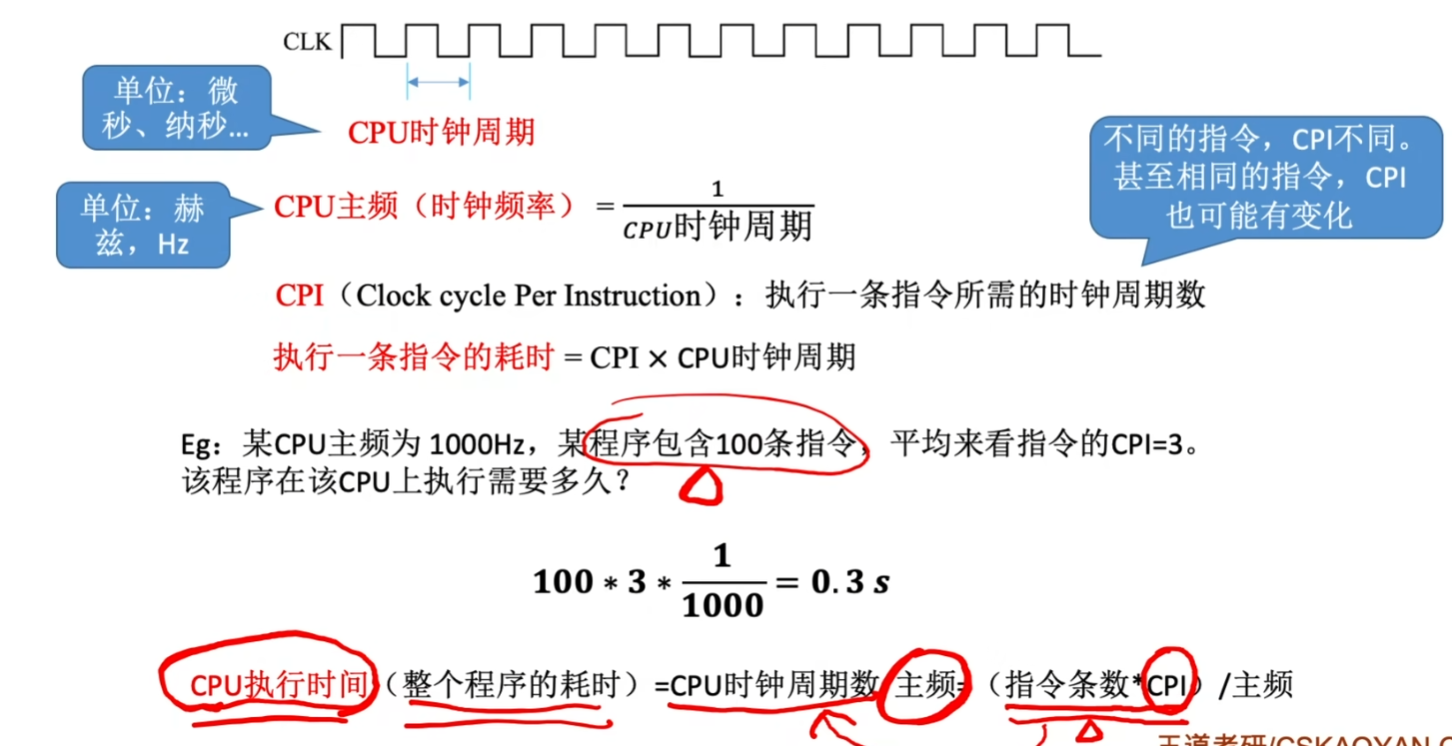 CLK
单位：微
秒、纳秒...
CPU时钟周期
不同的指令，CPI不同。
甚至相同的指令，CPI
也可能有变化
单位：赫
兹，Hz
CPU主频（时钟频率） = 1 / CPU时钟周期
CPI（Clock cycle Per Instruction）：执行一条指令所需的时钟周期数
执行一条指令的耗时 = CPI × CPU时钟周期
Eg：某CPU主频为 1000Hz，某程序包含100条指令，平均来看指令的CPI=3。
该程序在该CPU上执行需要多久？
100 * 3 * 1 / 1000 = 0.3 s
CPU执行时间（整个程序的耗时）=CPU时钟周期数/主频=（指令条数*CPI）/主频
王道考研/CSKAOYAN.C